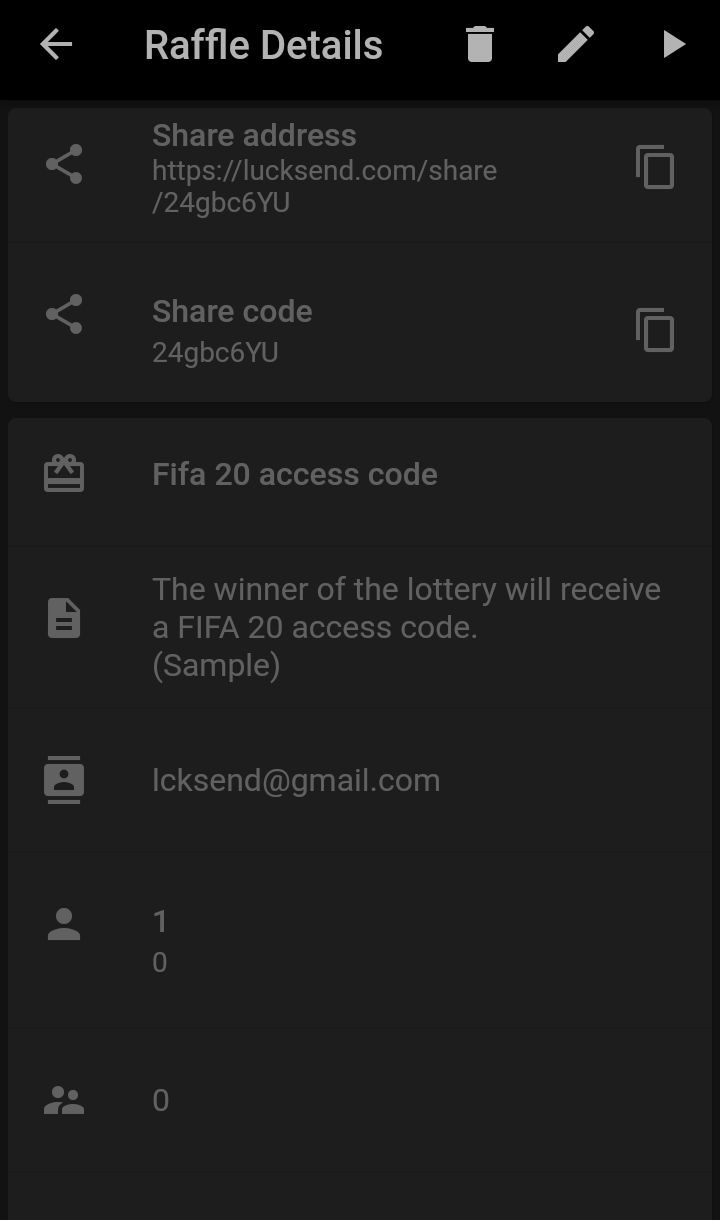 Raffle Details
Share address
https://lucksend.com/share
/24gbc6YU
Share code
24gbc6YU
Fifa 20 access code
The winner of the lottery will receive
a FIFA 20 access code.
(Sample)
lcksend@gmail.com
1
0
0